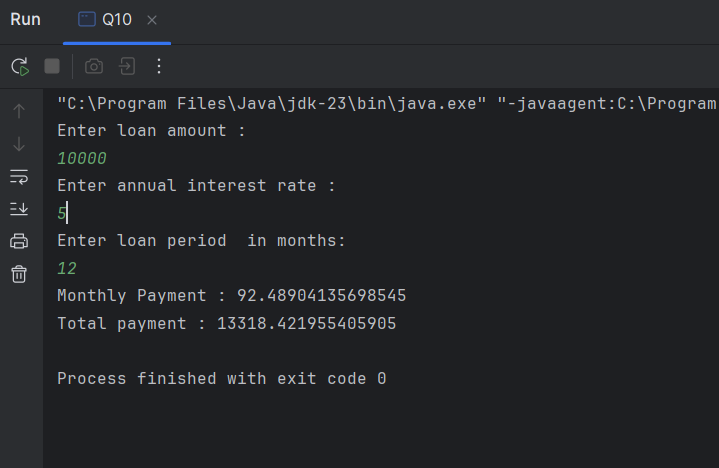 Run
Q10
"C:\Program Files\Java\jdk-23\bin\java.exe" "-javaagent:C:\Program
Enter loan amount :
10000
Enter annual interest rate :
5
Enter loan period  in months:
12
Monthly Payment : 92.48904135698545
Total payment : 13318.421955405905
Process finished with exit code 0